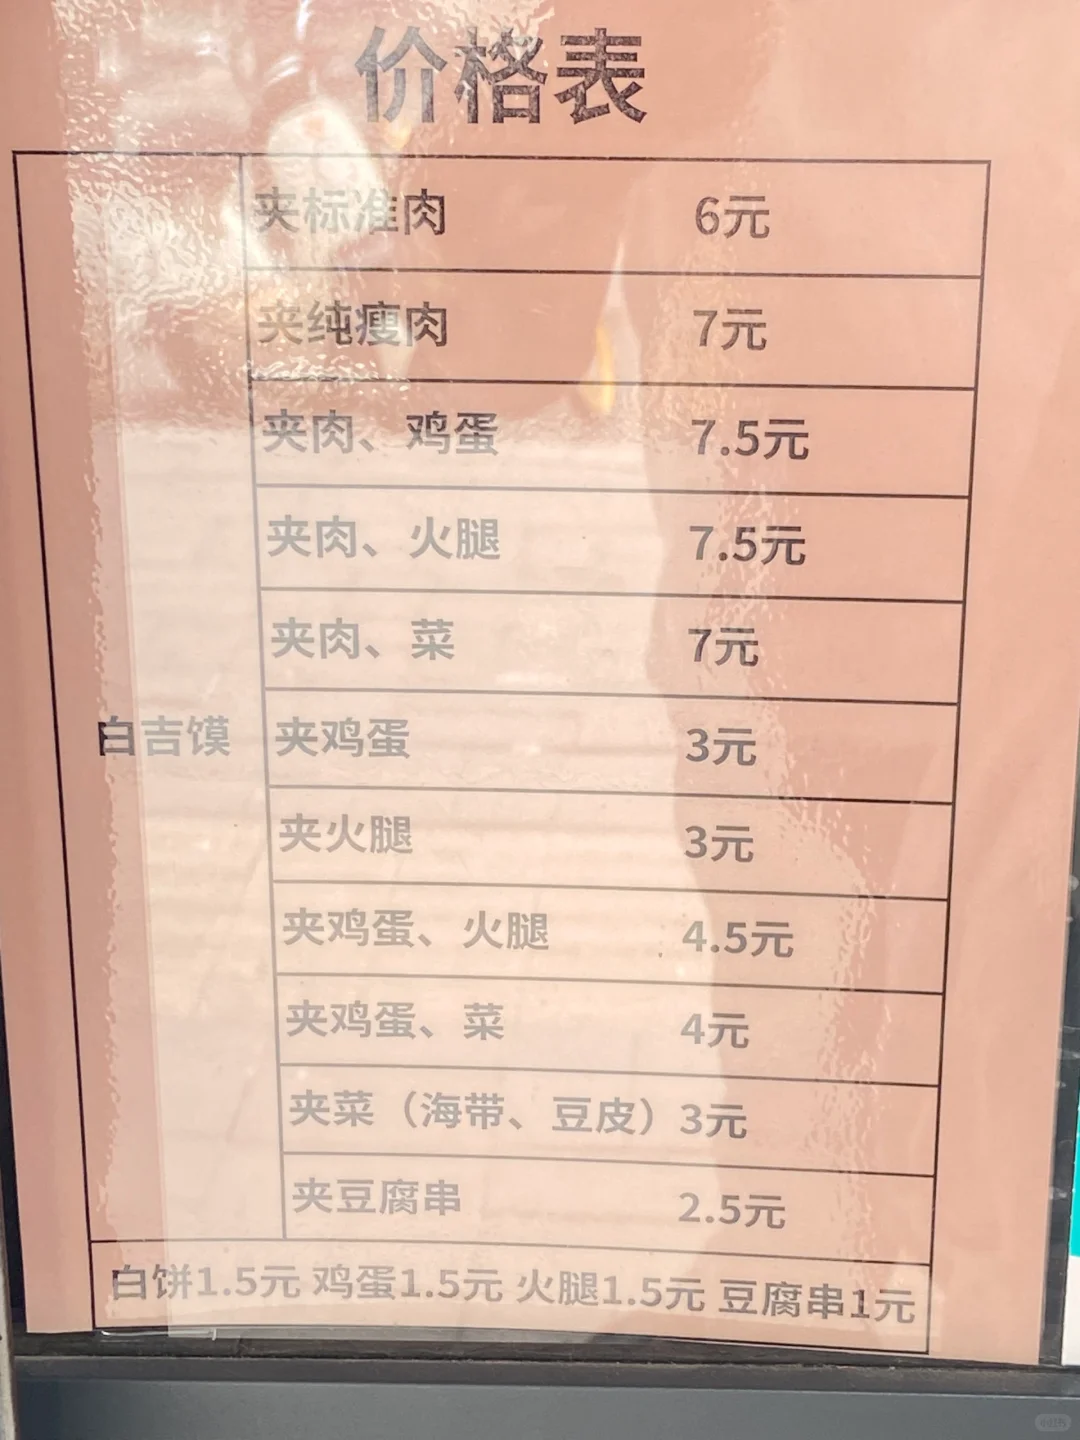 价格表
夹标准肉 6元
夹纯瘦肉 7元
夹肉、鸡蛋 7.5元
夹肉、火腿 7.5元
夹肉、菜 7元
白吉馍 夹鸡蛋 3元
夹火腿 3元
夹鸡蛋、火腿 4.5元
夹鸡蛋、菜 4元
夹菜（海带、豆皮）3元
夹豆腐串 2.5元
白饼1.5元 鸡蛋1.5元 火腿1.5元 豆腐串1元
小红书